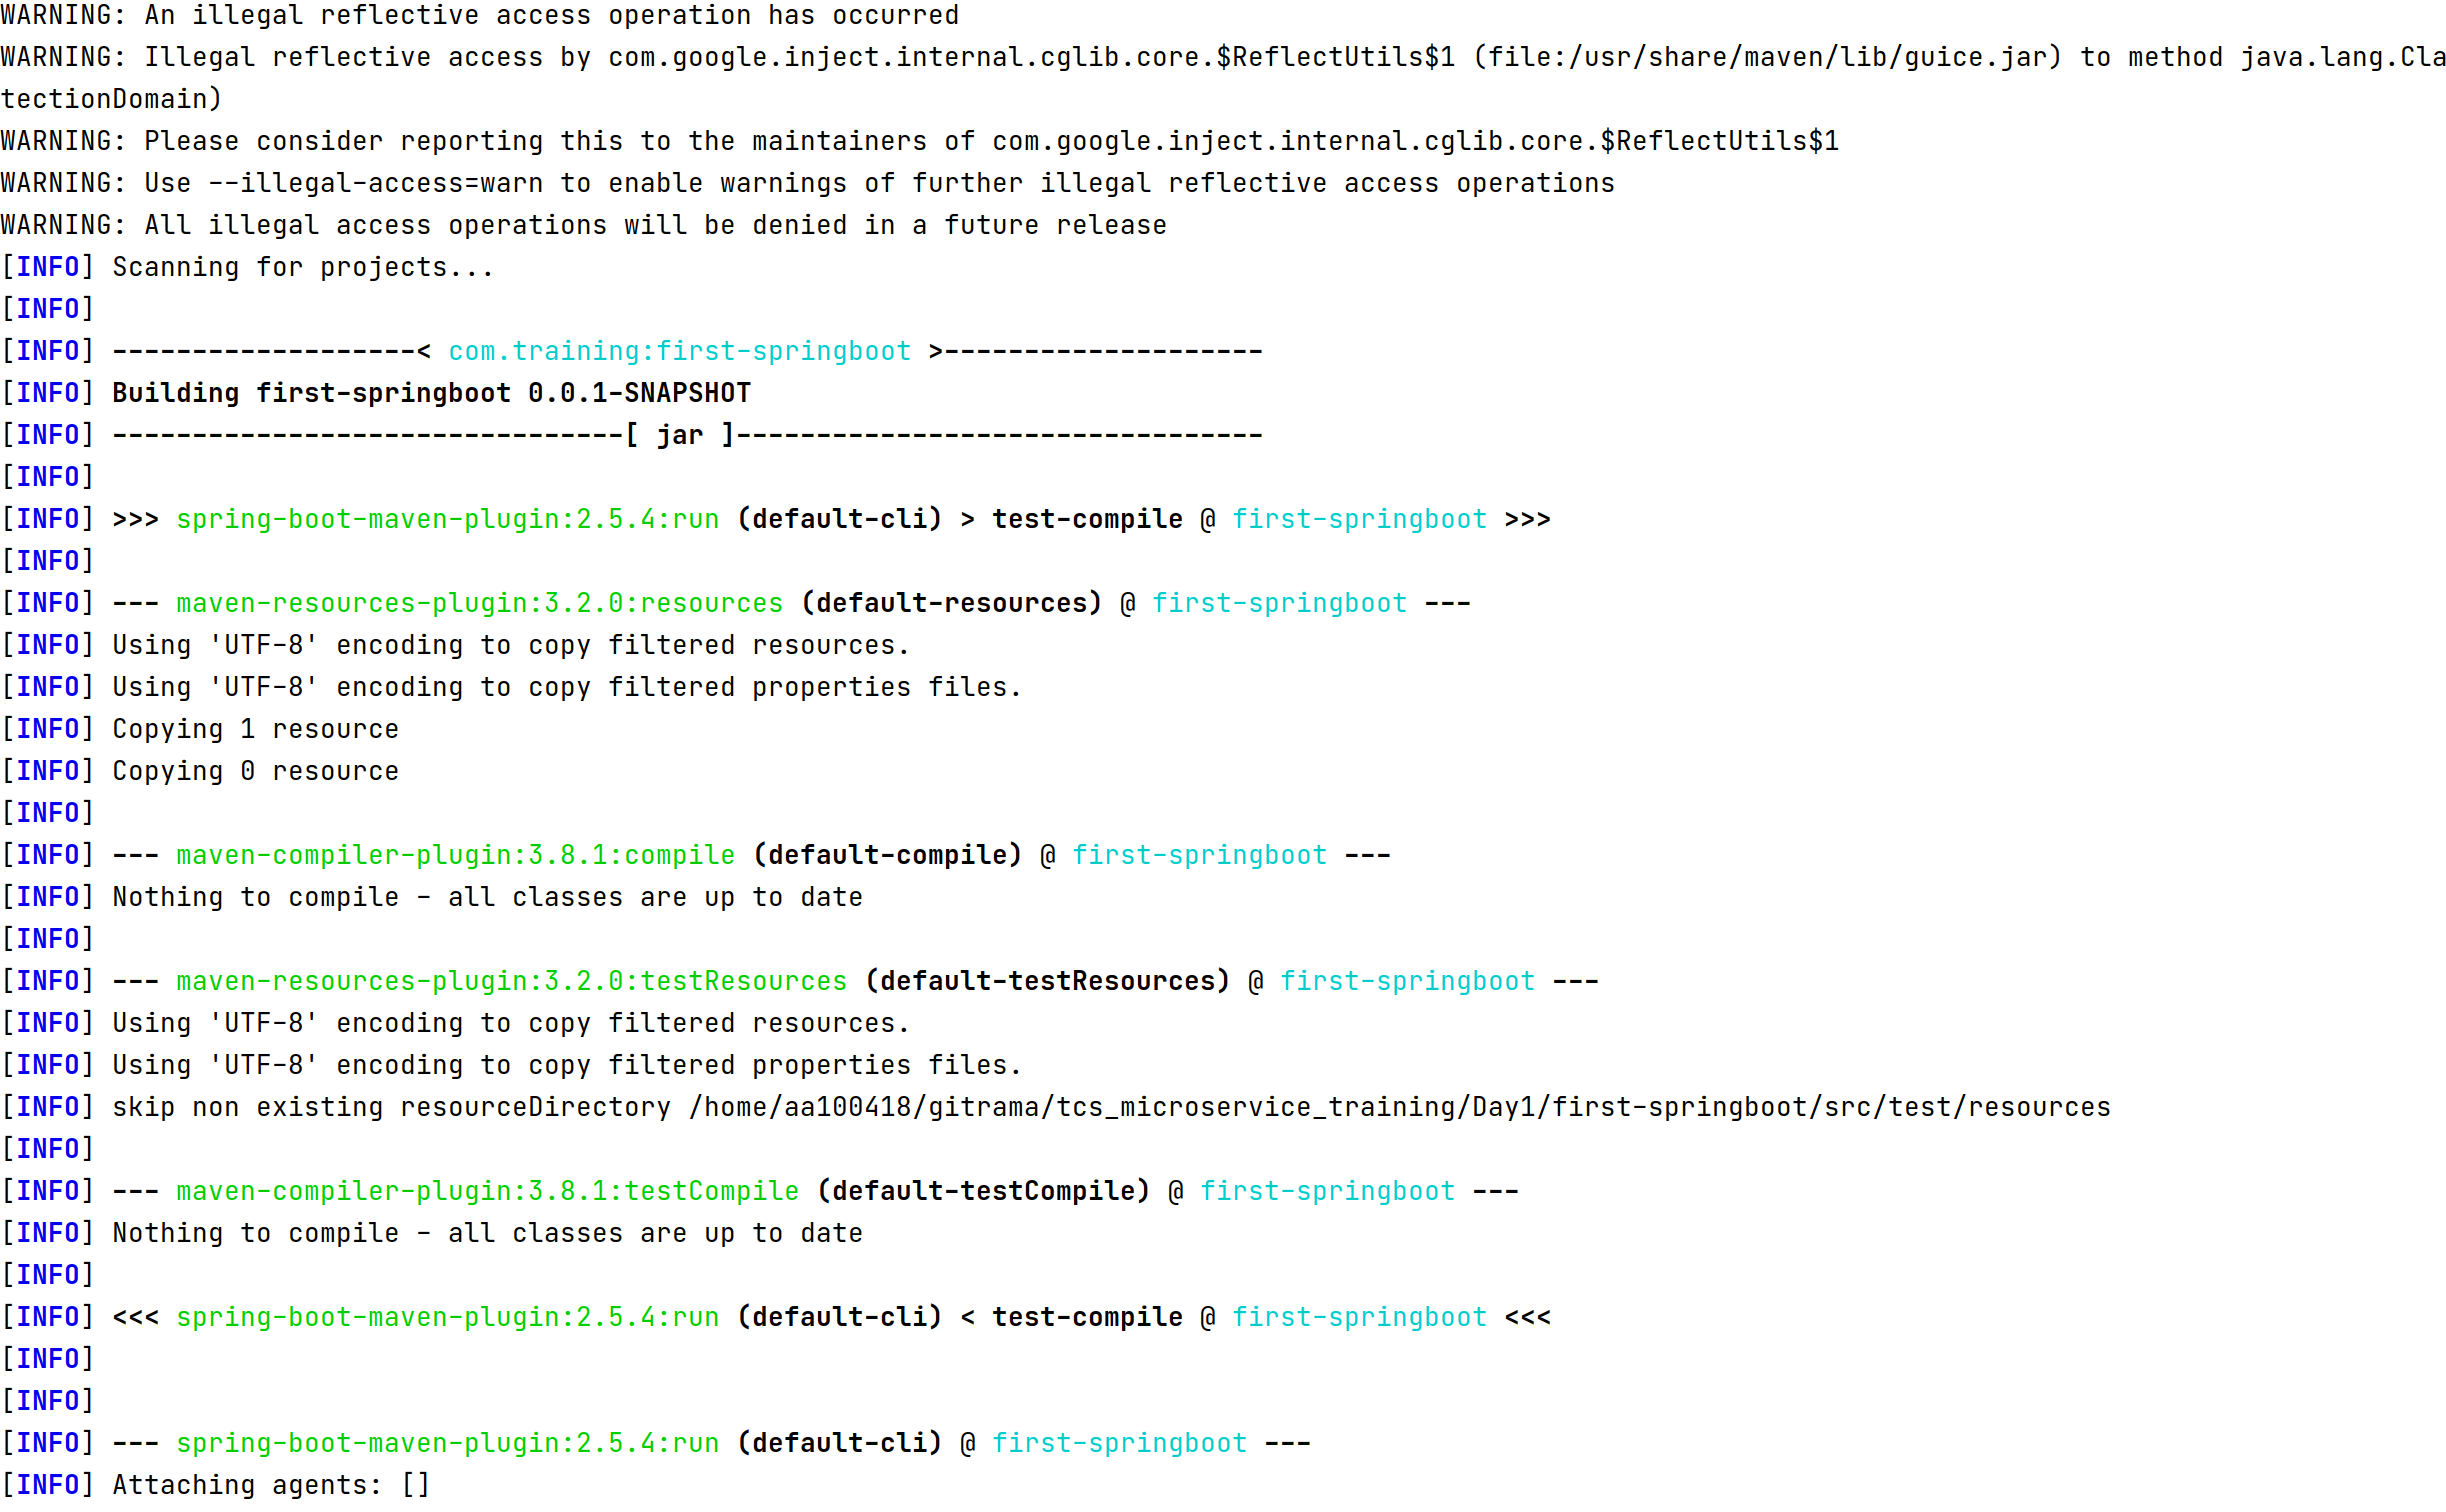 WARNING: An illegal reflective access operation has occurred
WARNING: Illegal reflective access by com.google.inject.internal.cglib.core.$ReflectUtils$1 (file:/usr/share/maven/lib/guice.jar) to method java.lang.Cla
tectionDomain)
WARNING: Please consider reporting this to the maintainers of com.google.inject.internal.cglib.core.$ReflectUtils$1
WARNING: Use --illegal-access=warn to enable warnings of further illegal reflective access operations
WARNING: All illegal access operations will be denied in a future release
[INFO] Scanning for projects...
[INFO]
[INFO] -------------------< com.training:first-springboot >--------------------
[INFO] Building first-springboot 0.0.1-SNAPSHOT
[INFO] --------------------------------[ jar ]---------------------------------
[INFO]
[INFO] >>> spring-boot-maven-plugin:2.5.4:run (default-cli) > test-compile @ first-springboot >>>
[INFO]
[INFO] --- maven-resources-plugin:3.2.0:resources (default-resources) @ first-springboot ---
[INFO] Using 'UTF-8' encoding to copy filtered resources.
[INFO] Using 'UTF-8' encoding to copy filtered properties files.
[INFO] Copying 1 resource
[INFO] Copying 0 resource
[INFO]
[INFO] --- maven-compiler-plugin:3.8.1:compile (default-compile) @ first-springboot ---
[INFO] Nothing to compile - all classes are up to date
[INFO]
[INFO] --- maven-resources-plugin:3.2.0:testResources (default-testResources) @ first-springboot ---
[INFO] Using 'UTF-8' encoding to copy filtered resources.
[INFO] Using 'UTF-8' encoding to copy filtered properties files.
[INFO] skip non existing resourceDirectory /home/aa100418/gitrama/tcs_microservice_training/Day1/first-springboot/src/test/resources
[INFO]
[INFO] --- maven-compiler-plugin:3.8.1:testCompile (default-testCompile) @ first-springboot ---
[INFO] Nothing to compile - all classes are up to date
[INFO]
[INFO] <<< spring-boot-maven-plugin:2.5.4:run (default-cli) < test-compile @ first-springboot <<<
[INFO]
[INFO]
[INFO] --- spring-boot-maven-plugin:2.5.4:run (default-cli) @ first-springboot ---
[INFO] Attaching agents: []